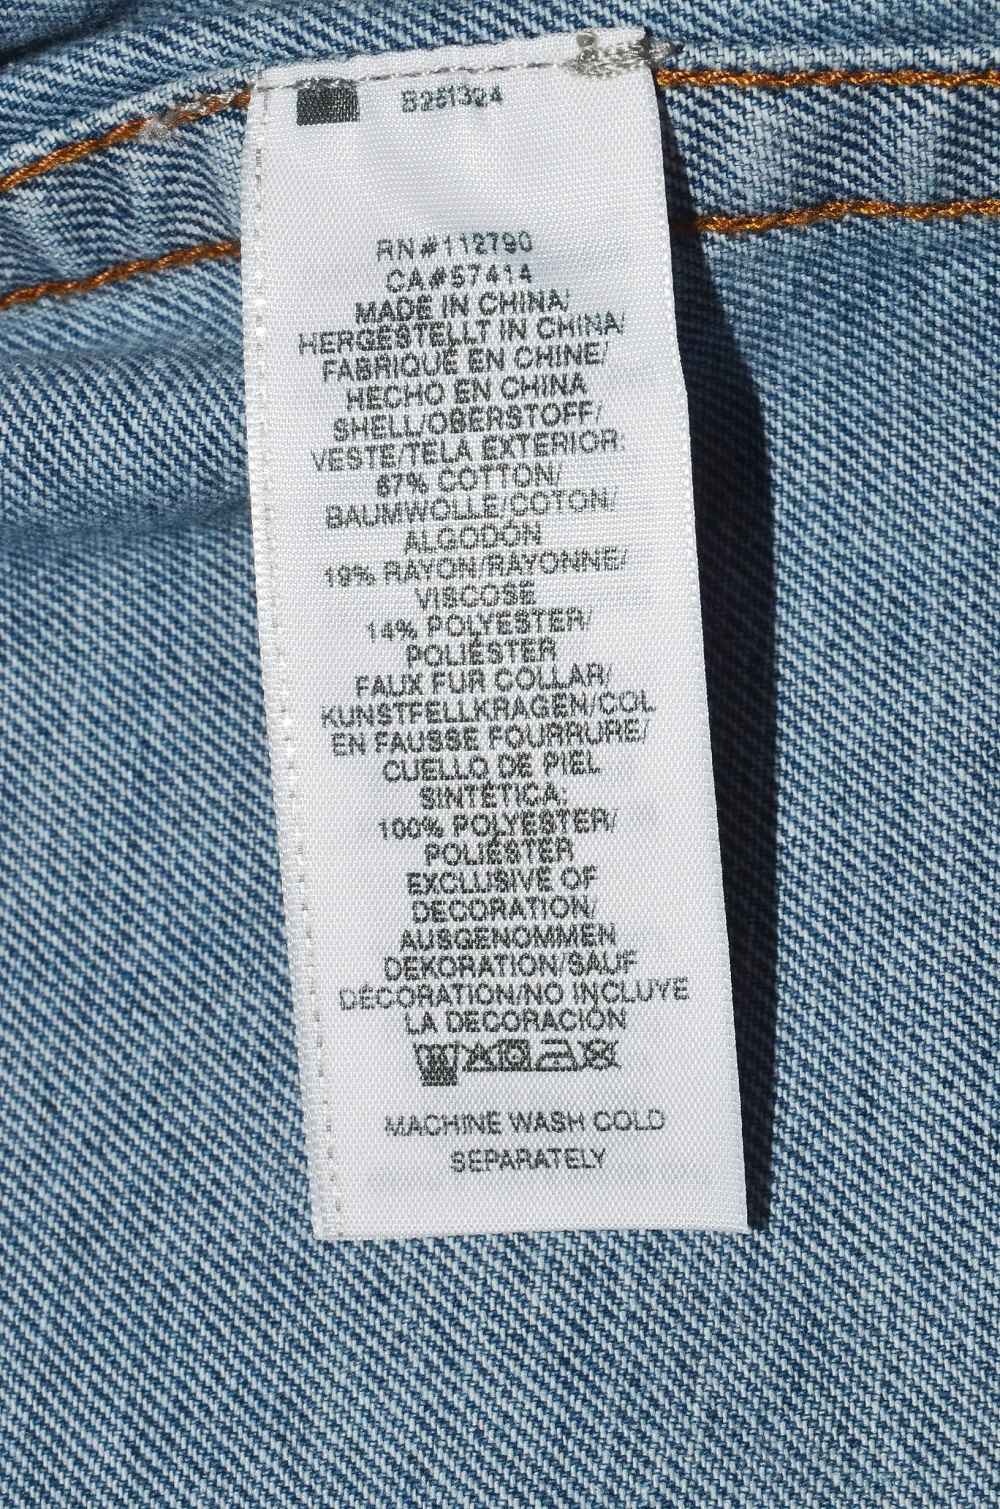 B251324
RN#112790
CA#57414
MADE IN CHINA/
HERGESTELLT IN CHINA/
FABRIQUÉ EN CHINE/
HECHO EN CHINA
SHELL/OBERSTOFF/
VESTE/TELA EXTERIOR:
67% COTTON/
BAUMWOLLE/COTON/
ALGODÓN
19% RAYON/RAYONNE/
VISCOSE
14% POLYESTER/
POLIÉSTER
FAUX FUR COLLAR/
KUNSTFELLKRAGEN/COL
EN FAUSSE FOURRURE/
CUELLO DE PIEL
SINTÉTICA:
100% POLYESTER/
POLIÉSTER
EXCLUSIVE OF
DECORATION/
AUSGENOMMEN
DEKORATION/SAUF
DÉCORATION/NO INCLUYE
LA DECORACIÓN
MACHINE WASH COLD
SEPARATELY